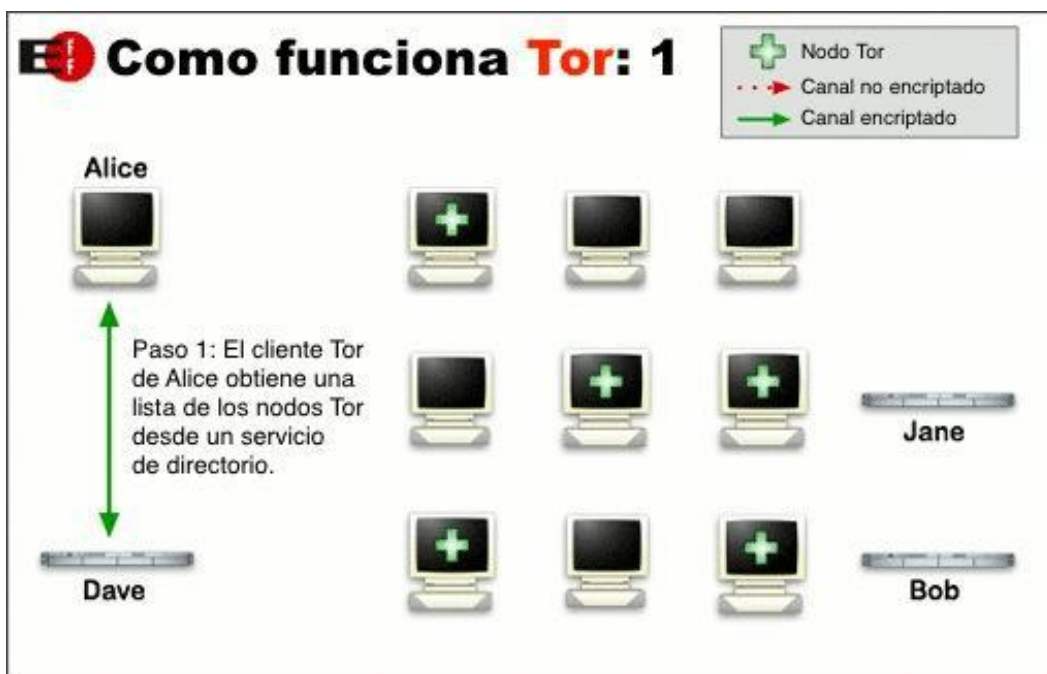 EFF Como funciona Tor: 1
Nodo Tor
Canal no encriptado
Canal encriptado
Alice
Paso 1: El cliente Tor
de Alice obtiene una
lista de los nodos Tor
desde un servicio
de directorio.
Jane
Dave
Bob